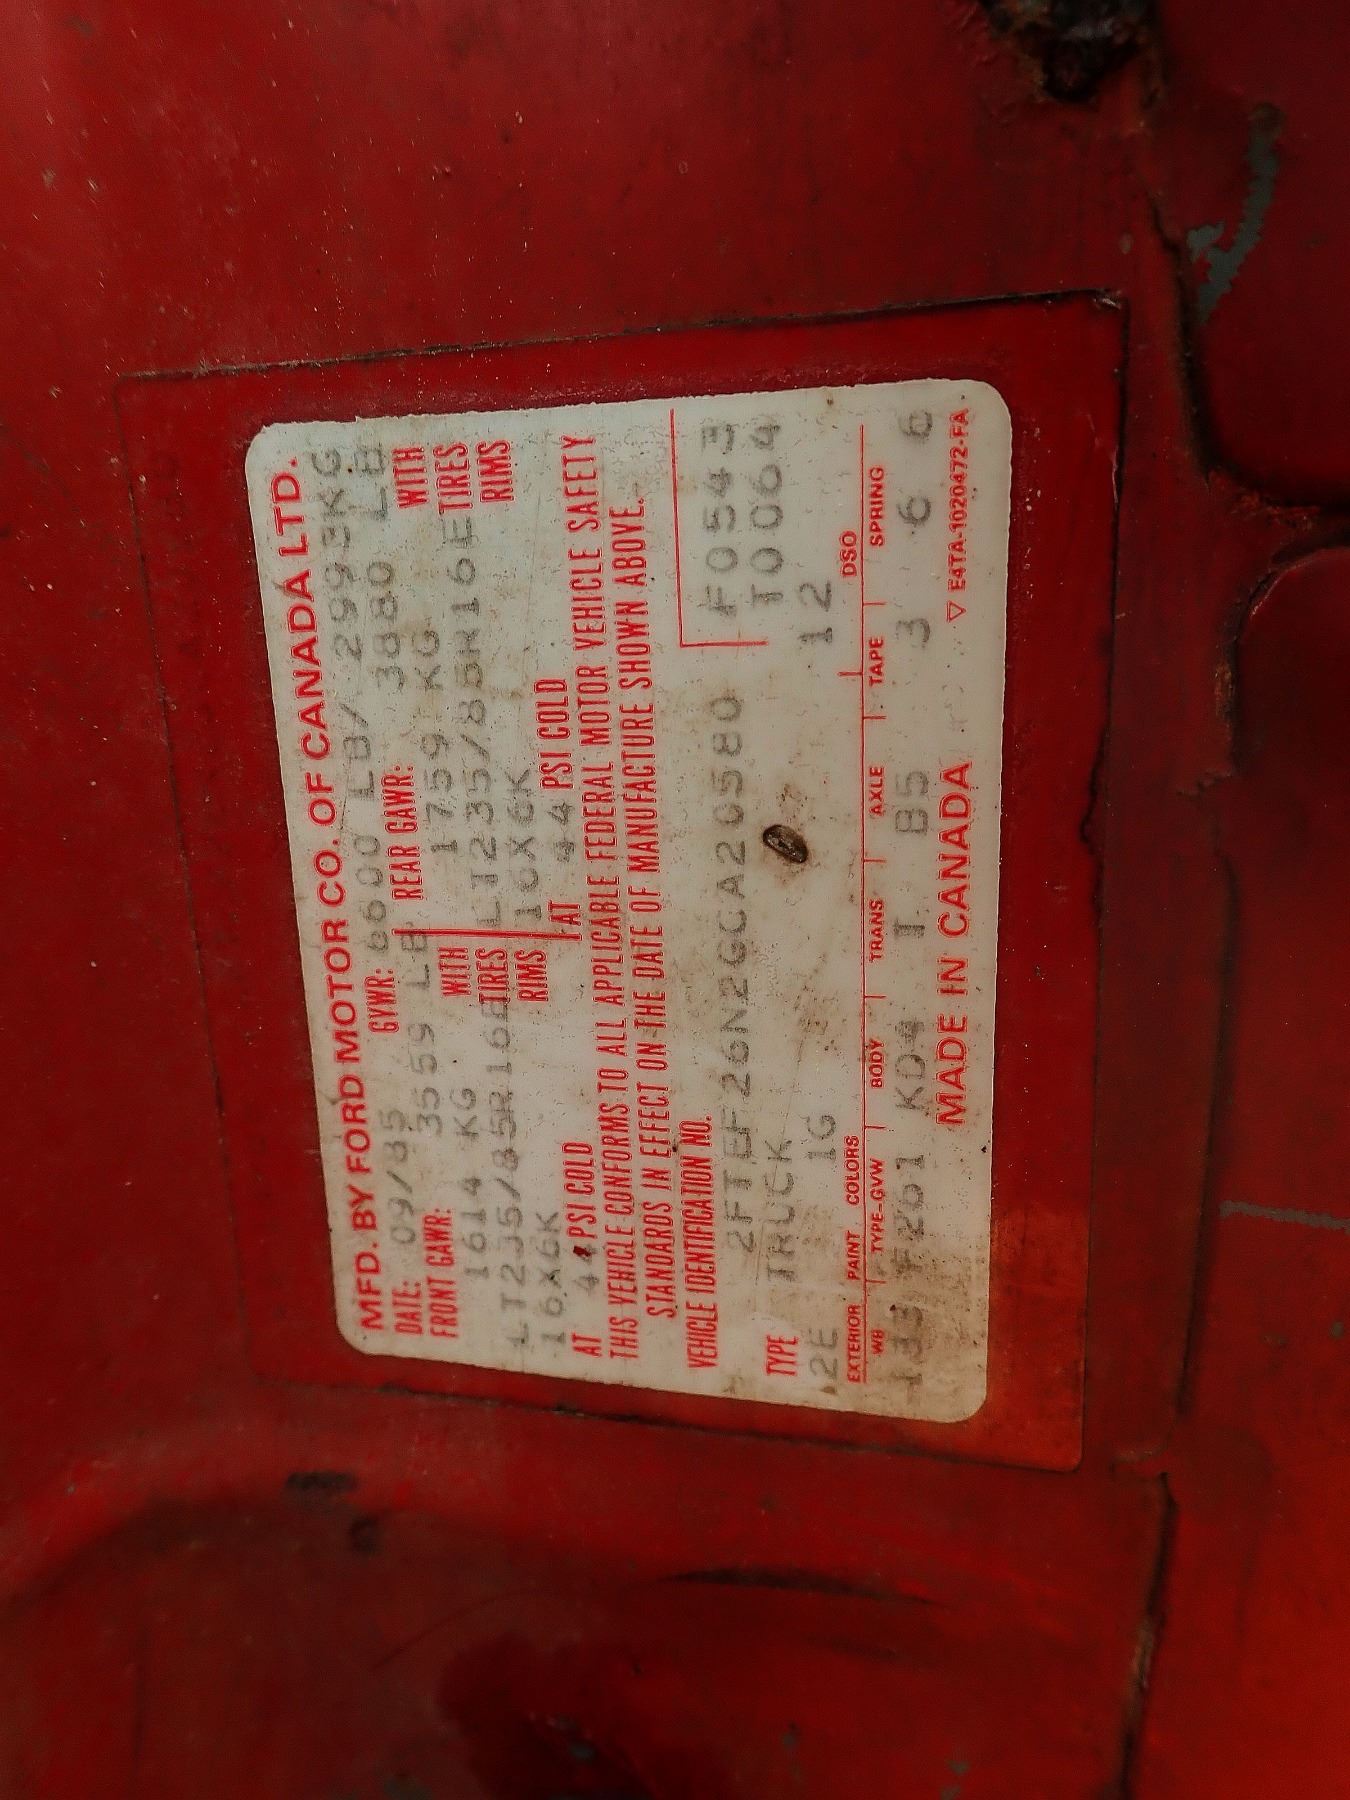 MFD. BY FORD MOTOR CO. OF CANADA LTD.
DATE: 09/85 GVWR: 6600 LB/ 2993KG
FRONT GAWR: 3559 LB REAR GAWR: 3880 LB
1614 KG WITH 1759 KG WITH
LT235/85R16E TIRES LT235/85R16E TIRES
16X6K RIMS 16X6K RIMS
AT 44 PSI COLD AT 44 PSI COLD
THIS VEHICLE CONFORMS TO ALL APPLICABLE FEDERAL MOTOR VEHICLE SAFETY
STANDARDS IN EFFECT ON THE DATE OF MANUFACTURE SHOWN ABOVE.
VEHICLE IDENTIFICATION NO.
2FTEF26N2GCA20580 F0543
TYPE TRUCK T0064
2E 1G 12
EXTERIOR PAINT COLORS DSO
WB TYPE-GVW BODY TRANS AXLE TAPE SPRING
133 F261 KD4 T B5 3 6 6
MADE IN CANADA ▽ E4TA-1020472-FA